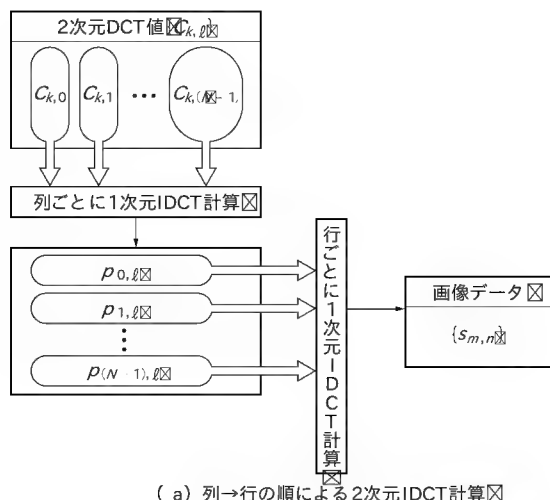 2次元DCT値{C_{k,ℓ}}
C_{k,0} C_{k,1} … C_{k,(N-1)}
列ごとに1次元IDCT計算
p_{0,ℓ}
p_{1,ℓ}
⋮
p_{(N-1),ℓ}
行ごとに1次元IDCT計算
画像データ
{s_{m,n}}
(a) 列→行の順による2次元IDCT計算